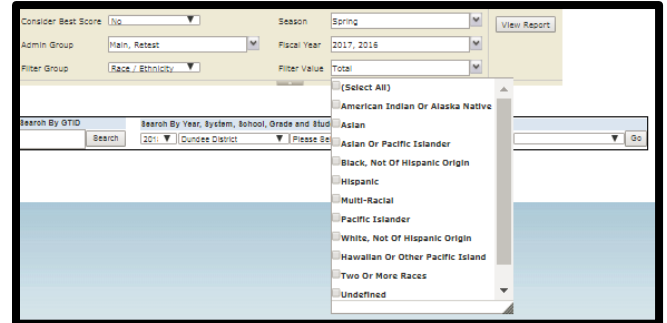 Consider Best Score No Season Spring View Report
Admin Group Main, Retest Fiscal Year 2017, 2016
Filter Group Race / Ethnicity Filter Value Total
(Select All)
American Indian Or Alaska Native
Search By GTID Search By Year, System, School, Grade and Stud
Asian
Search 201 Dundee District Please Sel Go
Asian Or Pacific Islander
Black, Not Of Hispanic Origin
Hispanic
Multi-Racial
Pacific Islander
White, Not Of Hispanic Origin
Hawaiian Or Other Pacific Island
Two Or More Races
Undefined